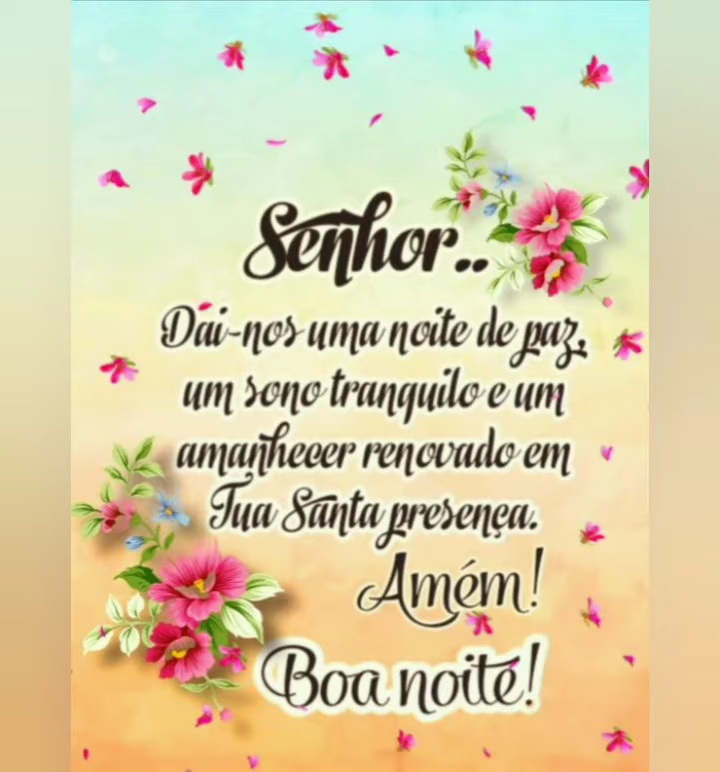 Senhor..
Dai-nos uma noite de paz,
um sono tranquilo e um
amanhecer renovado em
Tua Santa presença.
Amém!
Boa noite!